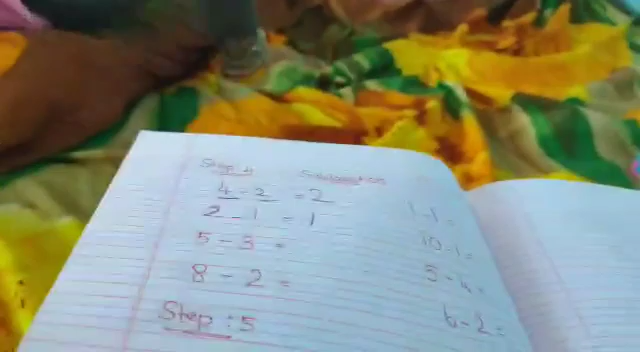 Step 4 Subtraction
4 - 2 = 2
2 - 1 = 1
5 - 3 =
8 - 2 =
Step : 5
1 - 1 =
10 - 1 =
5 - 4 =
6 - 2 =